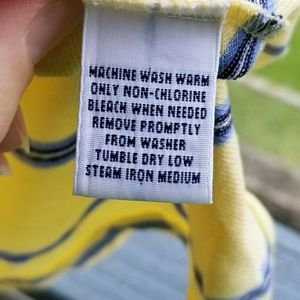 MACHINE WASH WARM
ONLY NON-CHLORINE
BLEACH WHEN NEEDED
REMOVE PROMPTLY
FROM WASHER
TUMBLE DRY LOW
STEAM IRON MEDIUM